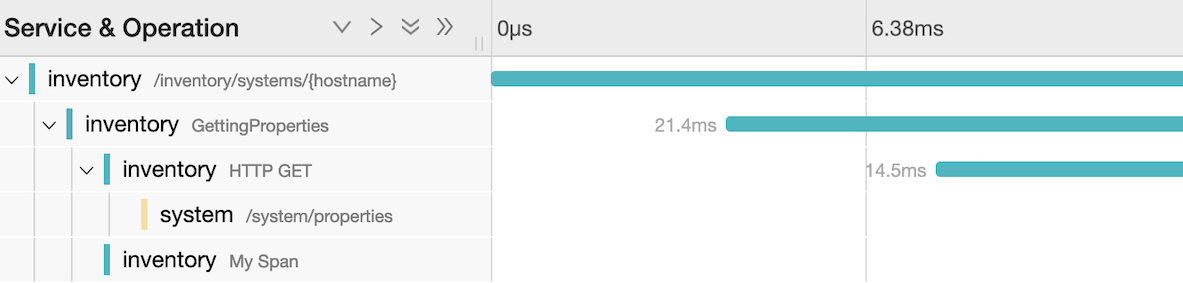 Service & Operation 0μs 6.38ms
inventory /inventory/systems/{hostname}
inventory GettingProperties 21.4ms
inventory HTTP GET 14.5ms
system /system/properties
inventory My Span